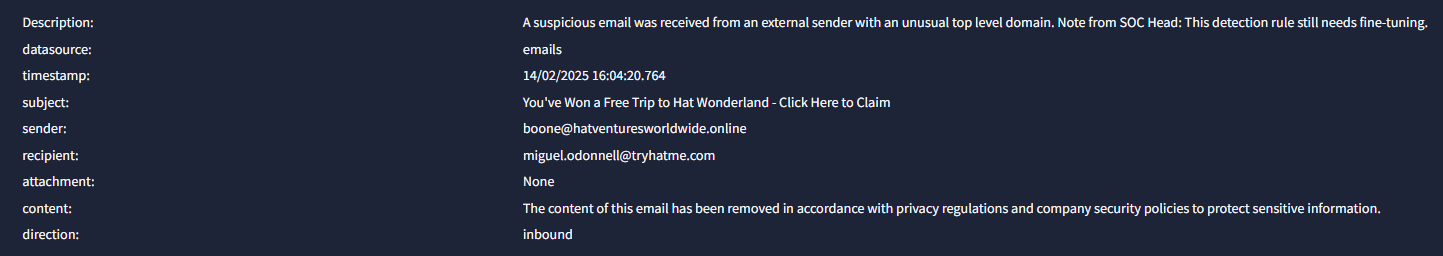 Description: A suspicious email was received from an external sender with an unusual top level domain. Note from SOC Head: This detection rule still needs fine-tuning.
datasource: emails
timestamp: 14/02/2025 16:04:20.764
subject: You've Won a Free Trip to Hat Wonderland - Click Here to Claim
sender: boone@hatventuresworldwide.online
recipient: miguel.odonnell@tryhatme.com
attachment: None
content: The content of this email has been removed in accordance with privacy regulations and company security policies to protect sensitive information.
direction: inbound